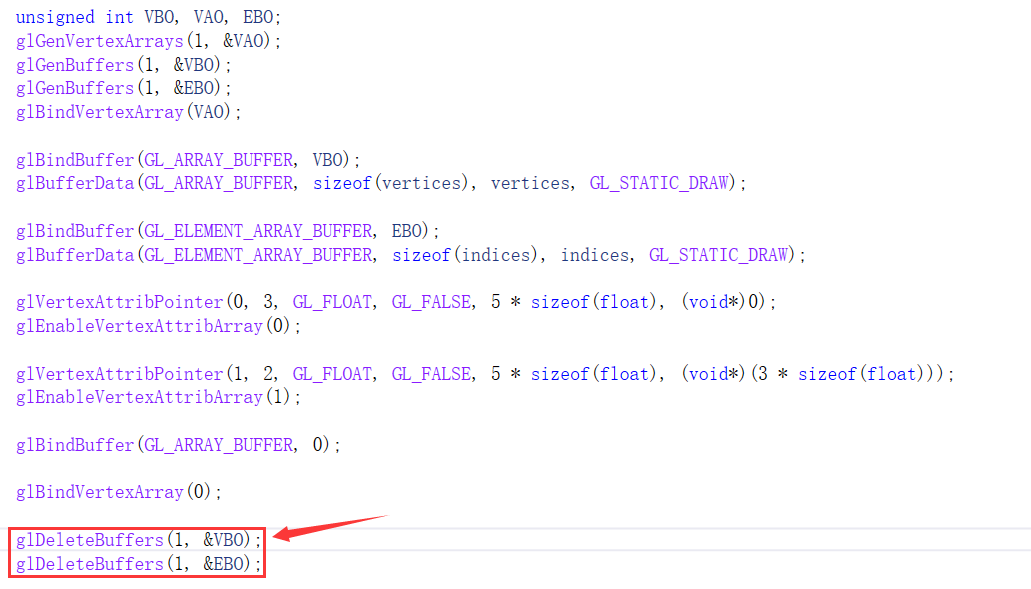 unsigned int VBO, VAO, EBO;
glGenVertexArrays(1, &VAO);
glGenBuffers(1, &VBO);
glGenBuffers(1, &EBO);
glBindVertexArray(VAO);
glBindBuffer(GL_ARRAY_BUFFER, VBO);
glBufferData(GL_ARRAY_BUFFER, sizeof(vertices), vertices, GL_STATIC_DRAW);
glBindBuffer(GL_ELEMENT_ARRAY_BUFFER, EBO);
glBufferData(GL_ELEMENT_ARRAY_BUFFER, sizeof(indices), indices, GL_STATIC_DRAW);
glVertexAttribPointer(0, 3, GL_FLOAT, GL_FALSE, 5 * sizeof(float), (void*)0);
glEnableVertexAttribArray(0);
glVertexAttribPointer(1, 2, GL_FLOAT, GL_FALSE, 5 * sizeof(float), (void*)(3 * sizeof(float)));
glEnableVertexAttribArray(1);
glBindBuffer(GL_ARRAY_BUFFER, 0);
glBindVertexArray(0);
glDeleteBuffers(1, &VBO);
glDeleteBuffers(1, &EBO);